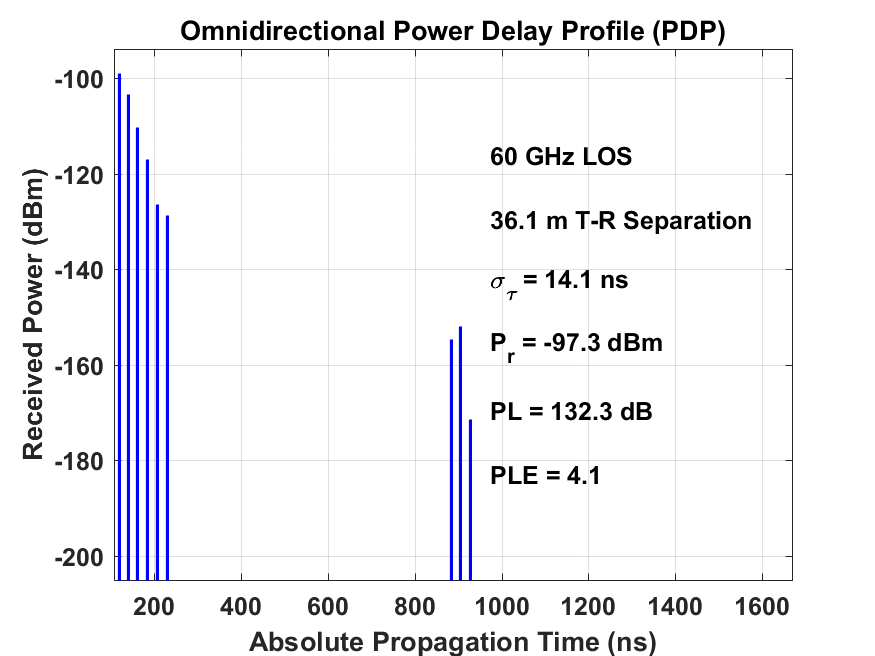 Omnidirectional Power Delay Profile (PDP)
Received Power (dBm)
-100
-120
-140
-160
-180
-200
60 GHz LOS
36.1 m T-R Separation
σ_τ = 14.1 ns
P_r = -97.3 dBm
PL = 132.3 dB
PLE = 4.1
200 400 600 800 1000 1200 1400 1600
Absolute Propagation Time (ns)